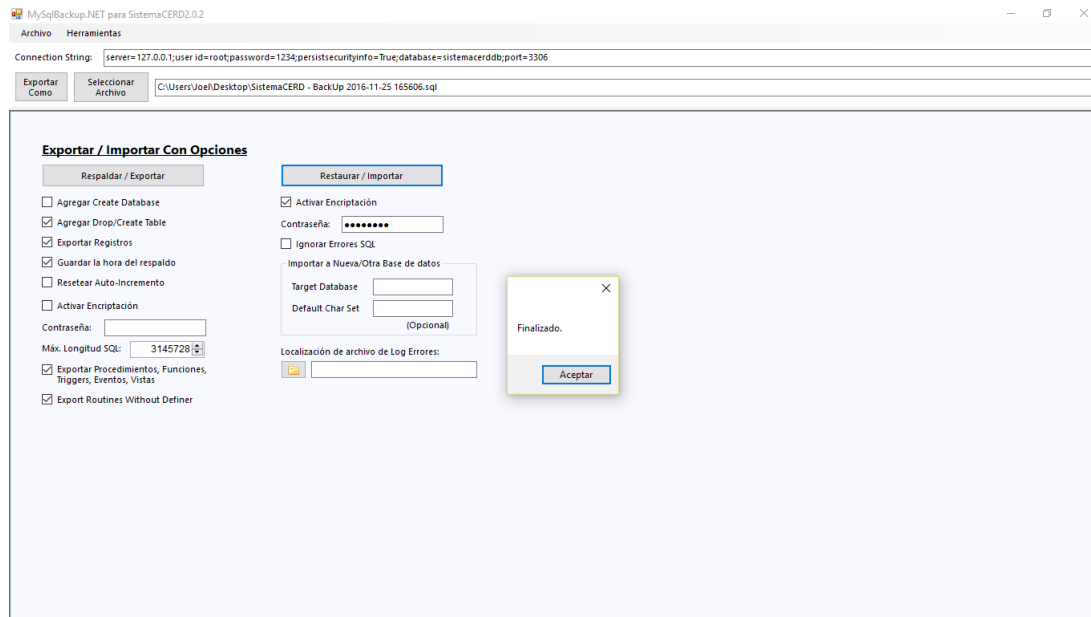 MySqlBackup.NET para SistemaCERD2.0.2
Archivo Herramientas
Connection String: server=127.0.0.1;user id=root;password=1234;persistsecurityinfo=True;database=sistemacerddb;port=3306
Exportar Como
Seleccionar Archivo
C:\Users\Joel\Desktop\SistemaCERD - BackUp 2016-11-25 165606.sql
Exportar / Importar Con Opciones
Respaldar / Exportar
Agregar Create Database
Agregar Drop/Create Table
Exportar Registros
Guardar la hora del respaldo
Resetear Auto-Incremento
Activar Encriptación
Contraseña:
Máx. Longitud SQL: 3145728
Exportar Procedimientos, Funciones,
Triggers, Eventos, Vistas
Export Routines Without Definer
Restaurar / Importar
Activar Encriptación
Contraseña: ●●●●●●●●
Ignorar Errores SQL
Importar a Nueva/Otra Base de datos
Target Database
Default Char Set
(Opcional)
Localización de archivo de Log Errores:
Finalizado.
Aceptar